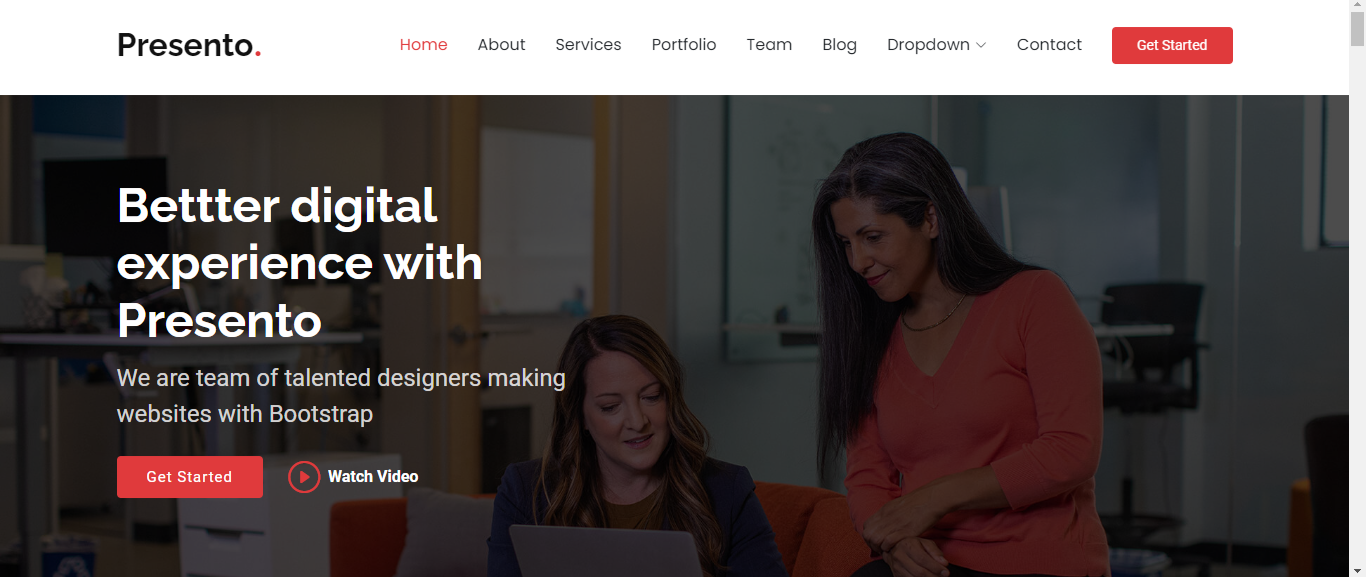 Presento.
Home About Services Portfolio Team Blog Dropdown Contact Get Started
Bettter digital
experience with
Presento
We are team of talented designers making
websites with Bootstrap
Get Started Watch Video